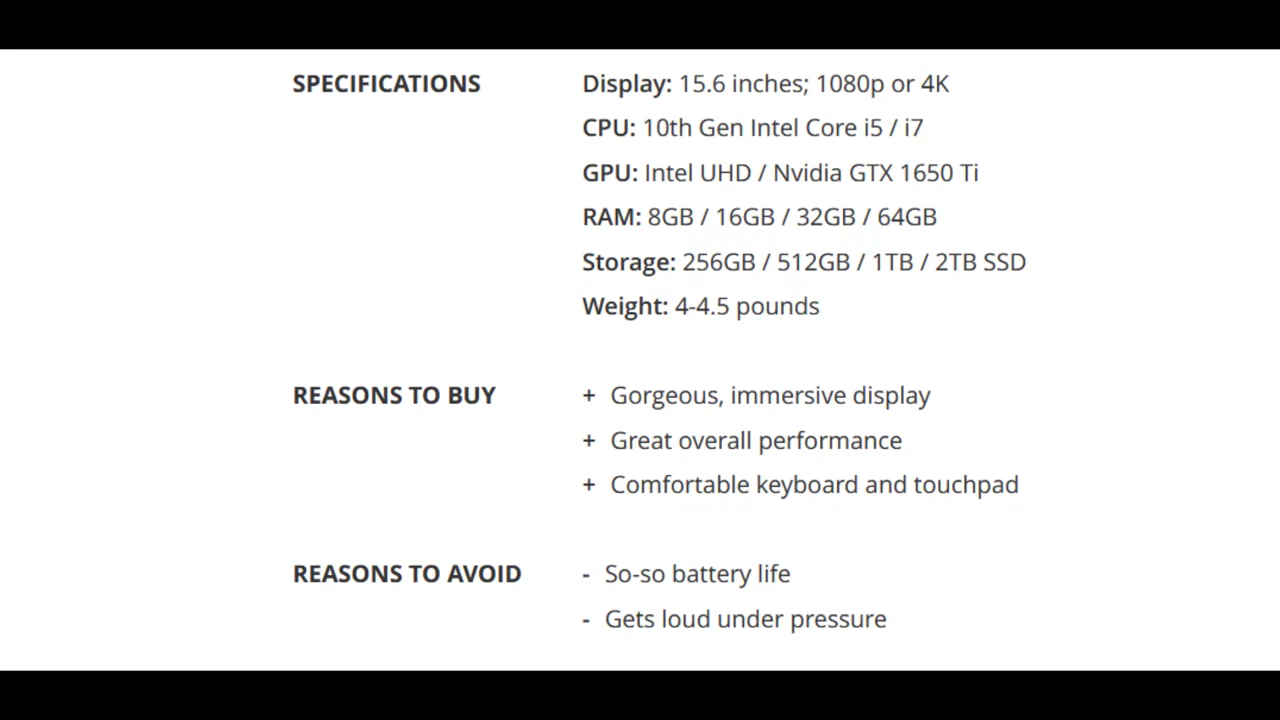 SPECIFICATIONS
Display: 15.6 inches; 1080p or 4K
CPU: 10th Gen Intel Core i5 / i7
GPU: Intel UHD / Nvidia GTX 1650 Ti
RAM: 8GB / 16GB / 32GB / 64GB
Storage: 256GB / 512GB / 1TB / 2TB SSD
Weight: 4-4.5 pounds
REASONS TO BUY
+ Gorgeous, immersive display
+ Great overall performance
+ Comfortable keyboard and touchpad
REASONS TO AVOID
- So-so battery life
- Gets loud under pressure